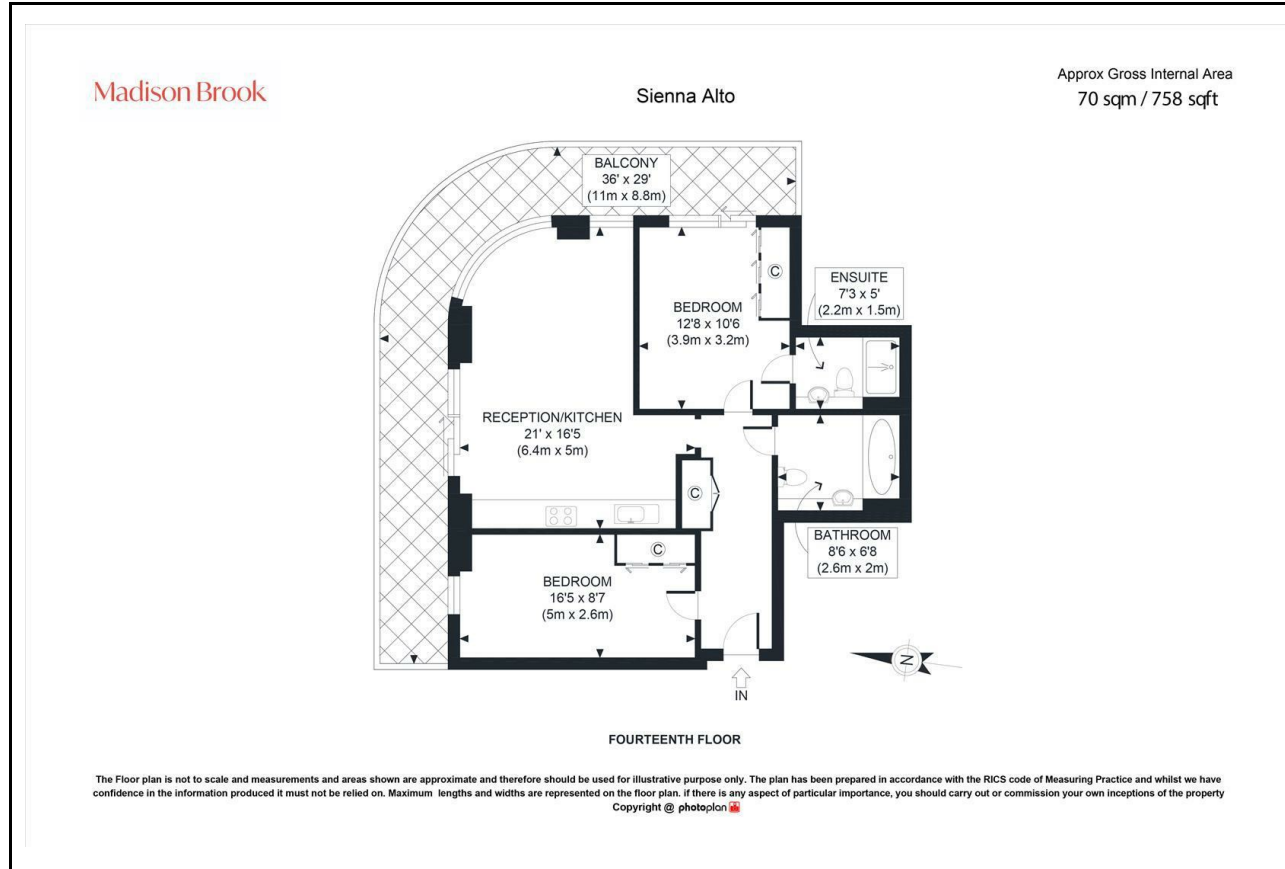 Madison Brook
Sienna Alto
Approx Gross Internal Area
70 sqm / 758 sqft
BALCONY
36' x 29'
(11m x 8.8m)
C
ENSUITE
7'3 x 5'
(2.2m x 1.5m)
BEDROOM
12'8 x 10'6
(3.9m x 3.2m)
RECEPTION/KITCHEN
21' x 16'5
(6.4m x 5m)
C
BATHROOM
8'6 x 6'8
(2.6m x 2m)
C
BEDROOM
16'5 x 8'7
(5m x 2.6m)
N
IN
FOURTEENTH FLOOR
The Floor plan is not to scale and measurements and areas shown are approximate and therefore should be used for illustrative purpose only. The plan has been prepared in accordance with the RICS code of Measuring Practice and whilst we have
confidence in the information produced it must not be relied on. Maximum lengths and widths are represented on the floor plan. if there is any aspect of particular importance, you should carry out or commission your own inceptions of the property
Copyright @ photoplan